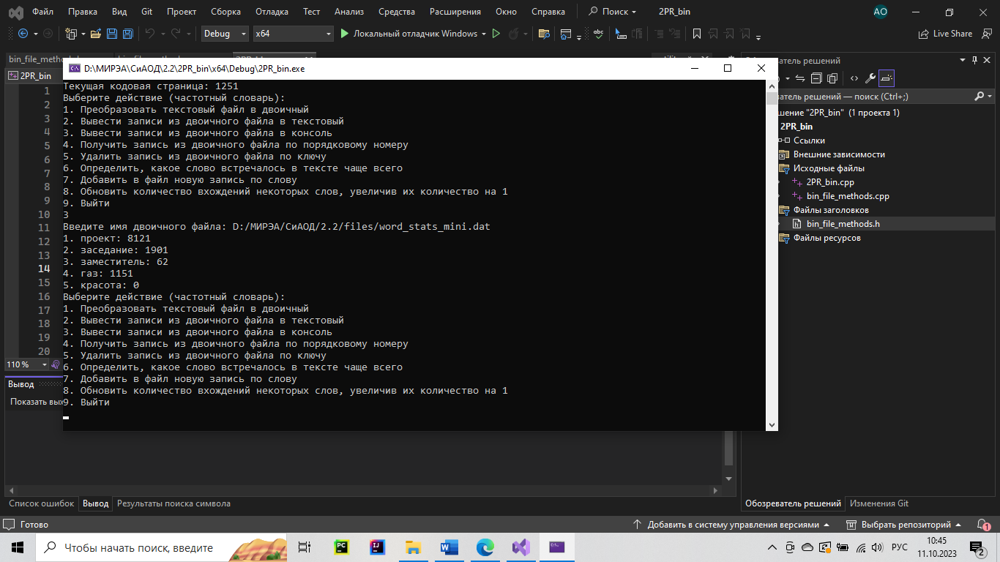 Файл Правка Вид Git Проект Сборка Отладка Тест Анализ Средства Расширения Окно Справка Поиск 2PR_bin AO
Debug x64 Локальный отладчик Windows Live Share
D:\МИРЭА\СиАОД\2.2\2PR_bin\x64\Debug\2PR_bin.exe
2PR_bin
1
2
3
4
5
6
7
8
9
10
11
12
13
14
15
16
17
18
19
20
110 %
Текущая кодовая страница: 1251
Выберите действие (частотный словарь):
1. Преобразовать текстовый файл в двоичный
2. Вывести записи из двоичного файла в текстовый
3. Вывести записи из двоичного файла в консоль
4. Получить запись из двоичного файла по порядковому номеру
5. Удалить запись из двоичного файла по ключу
6. Определить, какое слово встречалось в тексте чаще всего
7. Добавить в файл новую запись по слову
8. Обновить количество вхождений некоторых слов, увеличив их количество на 1
9. Выйти
3
Введите имя двоичного файла: D:/МИРЭА/СиАОД/2.2/files/word_stats_mini.dat
1. проект: 8121
2. заседание: 1901
3. заместитель: 62
4. газ: 1151
5. красота: 0
Выберите действие (частотный словарь):
1. Преобразовать текстовый файл в двоичный
2. Вывести записи из двоичного файла в текстовый
3. Вывести записи из двоичного файла в консоль
4. Получить запись из двоичного файла по порядковому номеру
5. Удалить запись из двоичного файла по ключу
6. Определить, какое слово встречалось в тексте чаще всего
7. Добавить в файл новую запись по слову
8. Обновить количество вхождений некоторых слов, увеличив их количество на 1
9. Выйти
атель решений
ватель решений — поиск (Ctrl+;)
шение "2PR_bin" (1 проекта 1)
2PR_bin
Ссылки
Внешние зависимости
Исходные файлы
2PR_bin.cpp
bin_file_methods.cpp
Файлы заголовков
bin_file_methods.h
Файлы ресурсов
Вывод
Показать вых
Список ошибок Вывод Результаты поиска символа
Обозреватель решений Изменения Git
Готово Добавить в систему управления версиями Выбрать репозиторий 1
Чтобы начать поиск, введите
РУС
10:45
11.10.2023
2